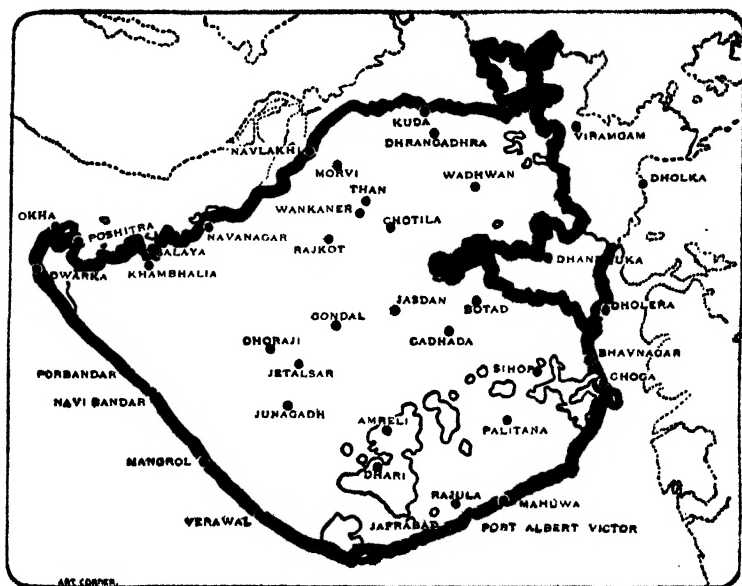 KUDA
DHRANGADHRA
VIRAMGAM
NAVLAKHI
MORVI
THAN
WADHWAN
DHOLKA
WANKANER
CHOTILA
OKHA
POSHITRA
NAVANAGAR
RAJKOT
SALAYA
DWARKA
KHAMBHALIA
DHANDHUKA
JASDAN
BOTAD
DHOLERA
GONDAL
GADHADA
DHORAJI
BHAVNAGAR
JETALSAR
SIHOR
GHOGA
PORBANDAR
NAVI BANDAR
JUNAGADH
AMRELI
PALITANA
MANGROL
DHARI
RAJULA
MAHUWA
VERAWAL
JAFRABAD
PORT ALBERT VICTOR
ART CORNER.